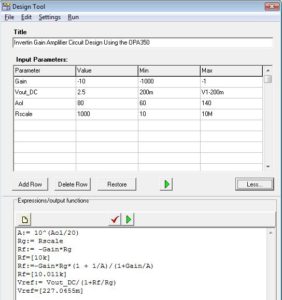 Design Tool
File Edit Settings Run
Title
Invertin Gain Amplifier Circuit Design Using the OPA350
Input Parameters:
Parameter Value Min Max
Gain -10 -1000 -1
Vout_DC 2.5 200m V1-200m
Aol 80 60 140
Rscale 1000 10 10M
Add Row Delete Row Restore Less...
Expressions/output functions
A:= 10^(Aol/20)
Rg:= Rscale
Rf:= -Gain*Rg
Rf=[10k]
Rf:=-Gain*Rg*(1 + 1/A)/(1+Gain/A)
Rf=[10.011k]
Vref:= Vout_DC/(1+Rf/Rg)
Vref=[227.0455m]